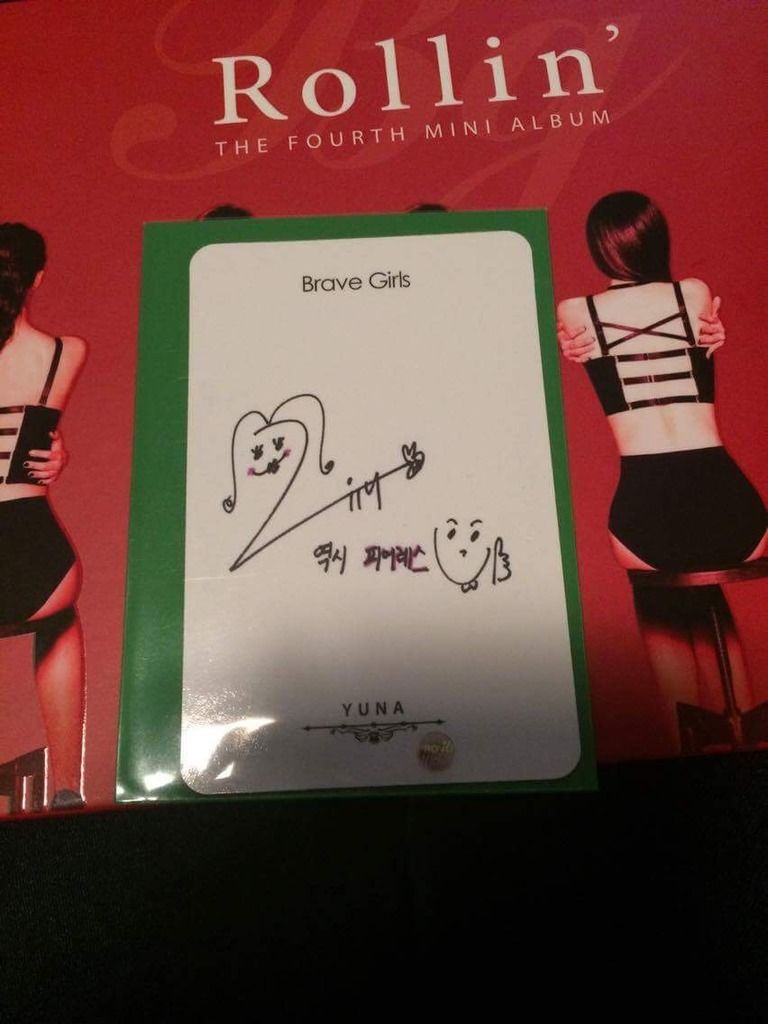 Rollin'
THE FOURTH MINI ALBUM
Brave Girls
역시 피어레스
YUNA